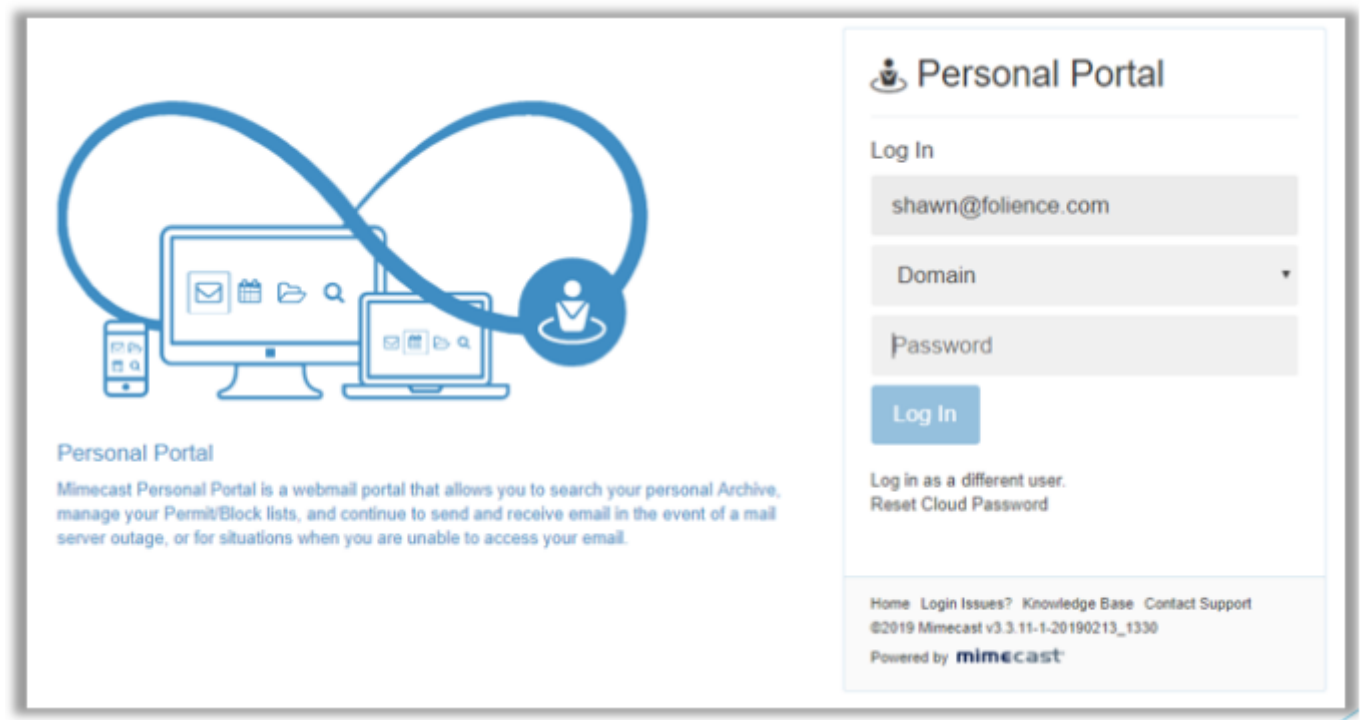 Personal Portal
Log In
shawn@folience.com
Domain
Password
Log In
Log in as a different user.
Reset Cloud Password
Home Login Issues? Knowledge Base Contact Support
©2019 Mimecast v3.3.11-1-20190213_1330
Powered by mimecast
Personal Portal
Mimecast Personal Portal is a webmail portal that allows you to search your personal Archive,
manage your Permit/Block lists, and continue to send and receive email in the event of a mail
server outage, or for situations when you are unable to access your email.